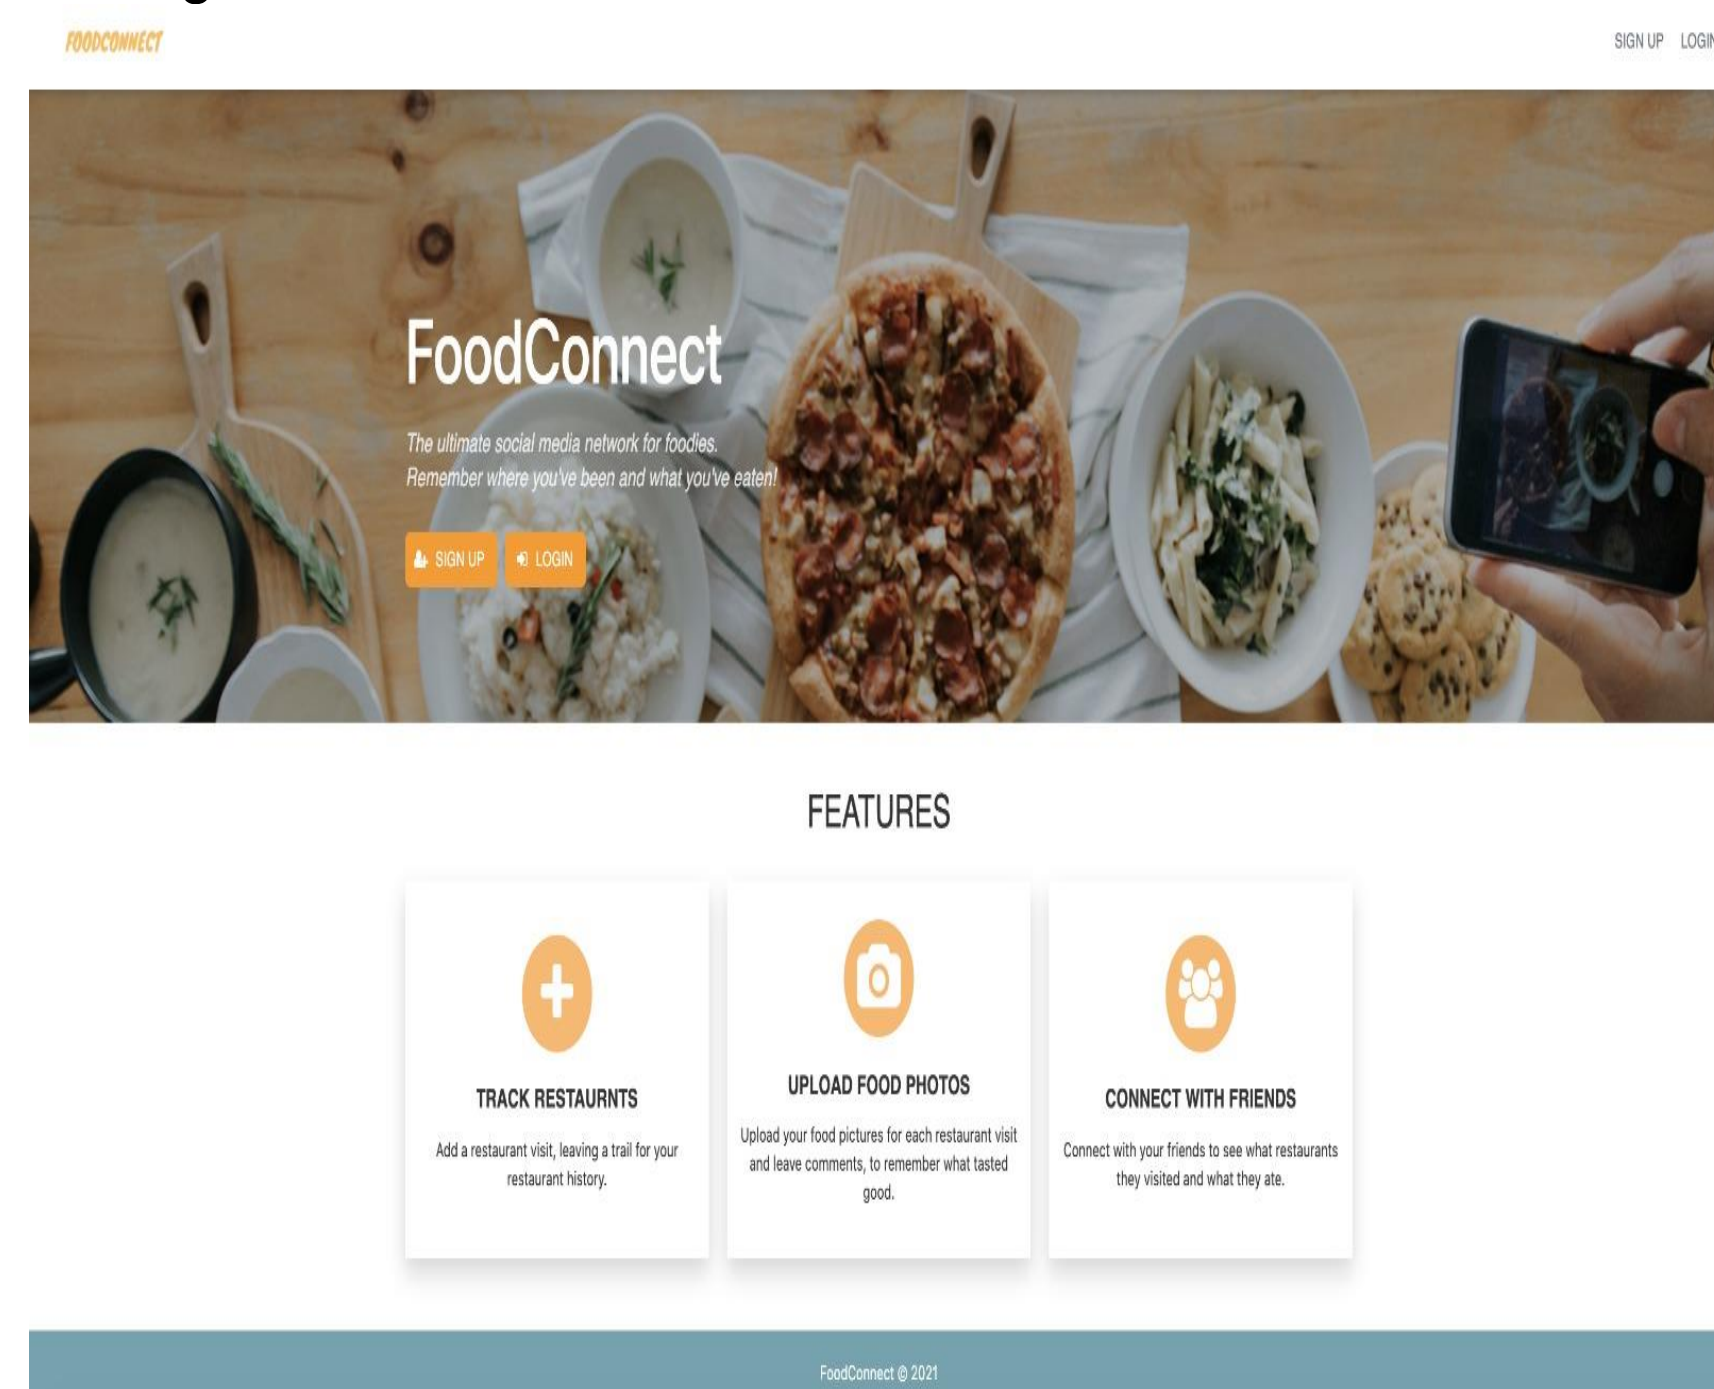 FOODCONNECT
SIGN UP LOGIN
FoodConnect
The ultimate social media network for foodies.
Remember where you've been and what you've eaten!
SIGN UP LOGIN
FEATURES
TRACK RESTAURNTS
Add a restaurant visit, leaving a trail for your
restaurant history.
UPLOAD FOOD PHOTOS
Upload your food pictures for each restaurant visit
and leave comments, to remember what tasted
good.
CONNECT WITH FRIENDS
Connect with your friends to see what restaurants
they visited and what they ate.
FoodConnect © 2021